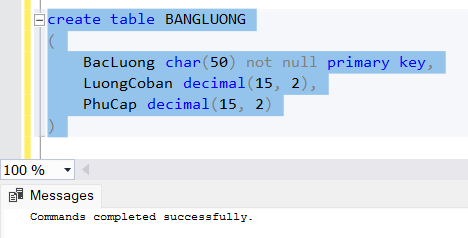 create table BANGLUONG
(
BacLuong char(50) not null primary key,
LuongCoban decimal(15, 2),
PhuCap decimal(15, 2)
)
100 %
Messages
Commands completed successfully.